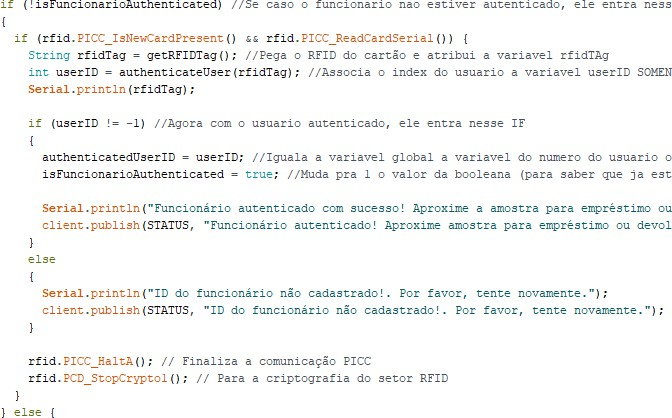 if (!isFuncionarioAuthenticated) //Se caso o funcionario nao estiver autenticado, ele entra ness
{
if (rfid.PICC_IsNewCardPresent() && rfid.PICC_ReadCardSerial()) {
String rfidTag = getRFIDTag(); //Pega o RFID do cartão e atribui a variavel rfidTAg
int userID = authenticateUser(rfidTag); //Associa o index do usuario a variavel userID SOMEN
Serial.println(rfidTag);
if (userID != -1) //Agora com o usuario autenticado, ele entra nesse IF
{
authenticatedUserID = userID; //Iguala a variavel global a variavel do numero do usuario o
isFuncionarioAuthenticated = true; //Muda pra 1 o valor da booleana (para saber que ja est
Serial.println("Funcionário autenticado com sucesso! Aproxime a amostra para empréstimo ou
client.publish(STATUS, "Funcionário autenticado! Aproxime amostra para empréstimo ou devol
}
else
{
Serial.println("ID do funcionário não cadastrado!. Por favor, tente novamente.");
client.publish(STATUS, "ID do funcionário não cadastrado!. Por favor, tente novamente.");
}
rfid.PICC_HaltA(); // Finaliza a comunicação PICC
rfid.PCD_StopCrypto1(); // Para a criptografia do setor RFID
}
} else {